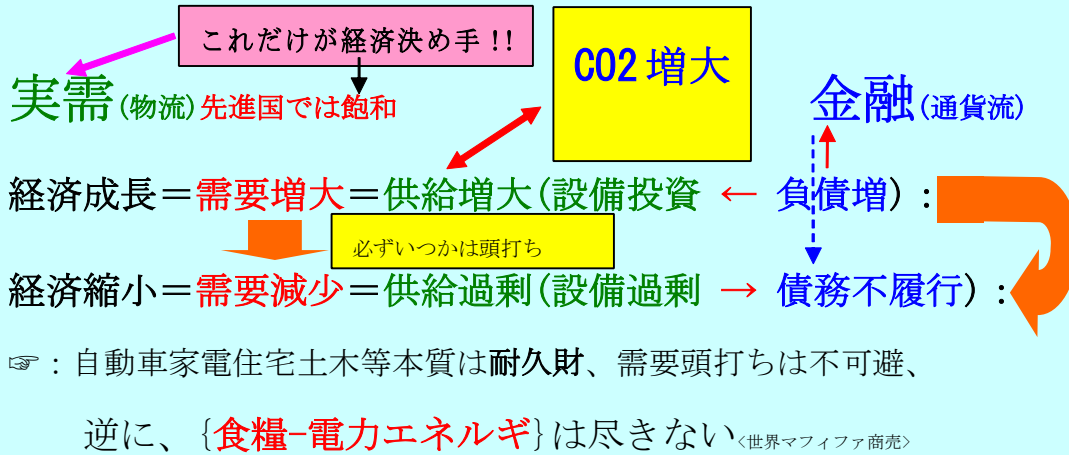 これだけが経済決め手!!
CO2増大
実需(物流)先進国では飽和
金融(通貨流)
経済成長=需要増大=供給増大(設備投資 ← 負債増):
必ずいつかは頭打ち
経済縮小=需要減少=供給過剰(設備過剰 → 債務不履行):
☞:自動車家電住宅土木等本質は耐久財、需要頭打ちは不可避、
逆に、{食糧-電力エネルギ}は尽きない<世界マフィファ商売>